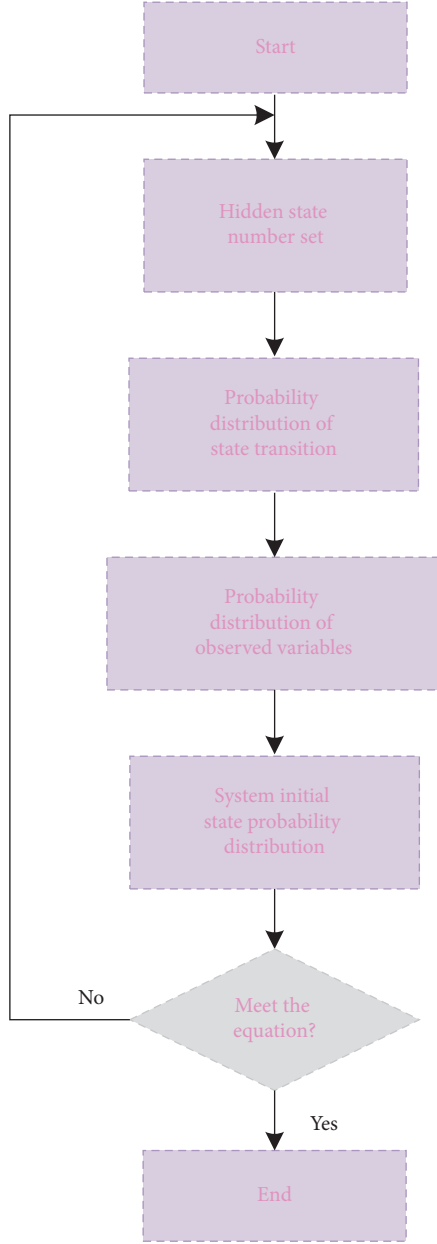 Start
Hidden state
number set
Probability
distribution of
state transition
Probability
distribution of
observed variables
System initial
state probability
distribution
No
Meet the
equation?
Yes
End